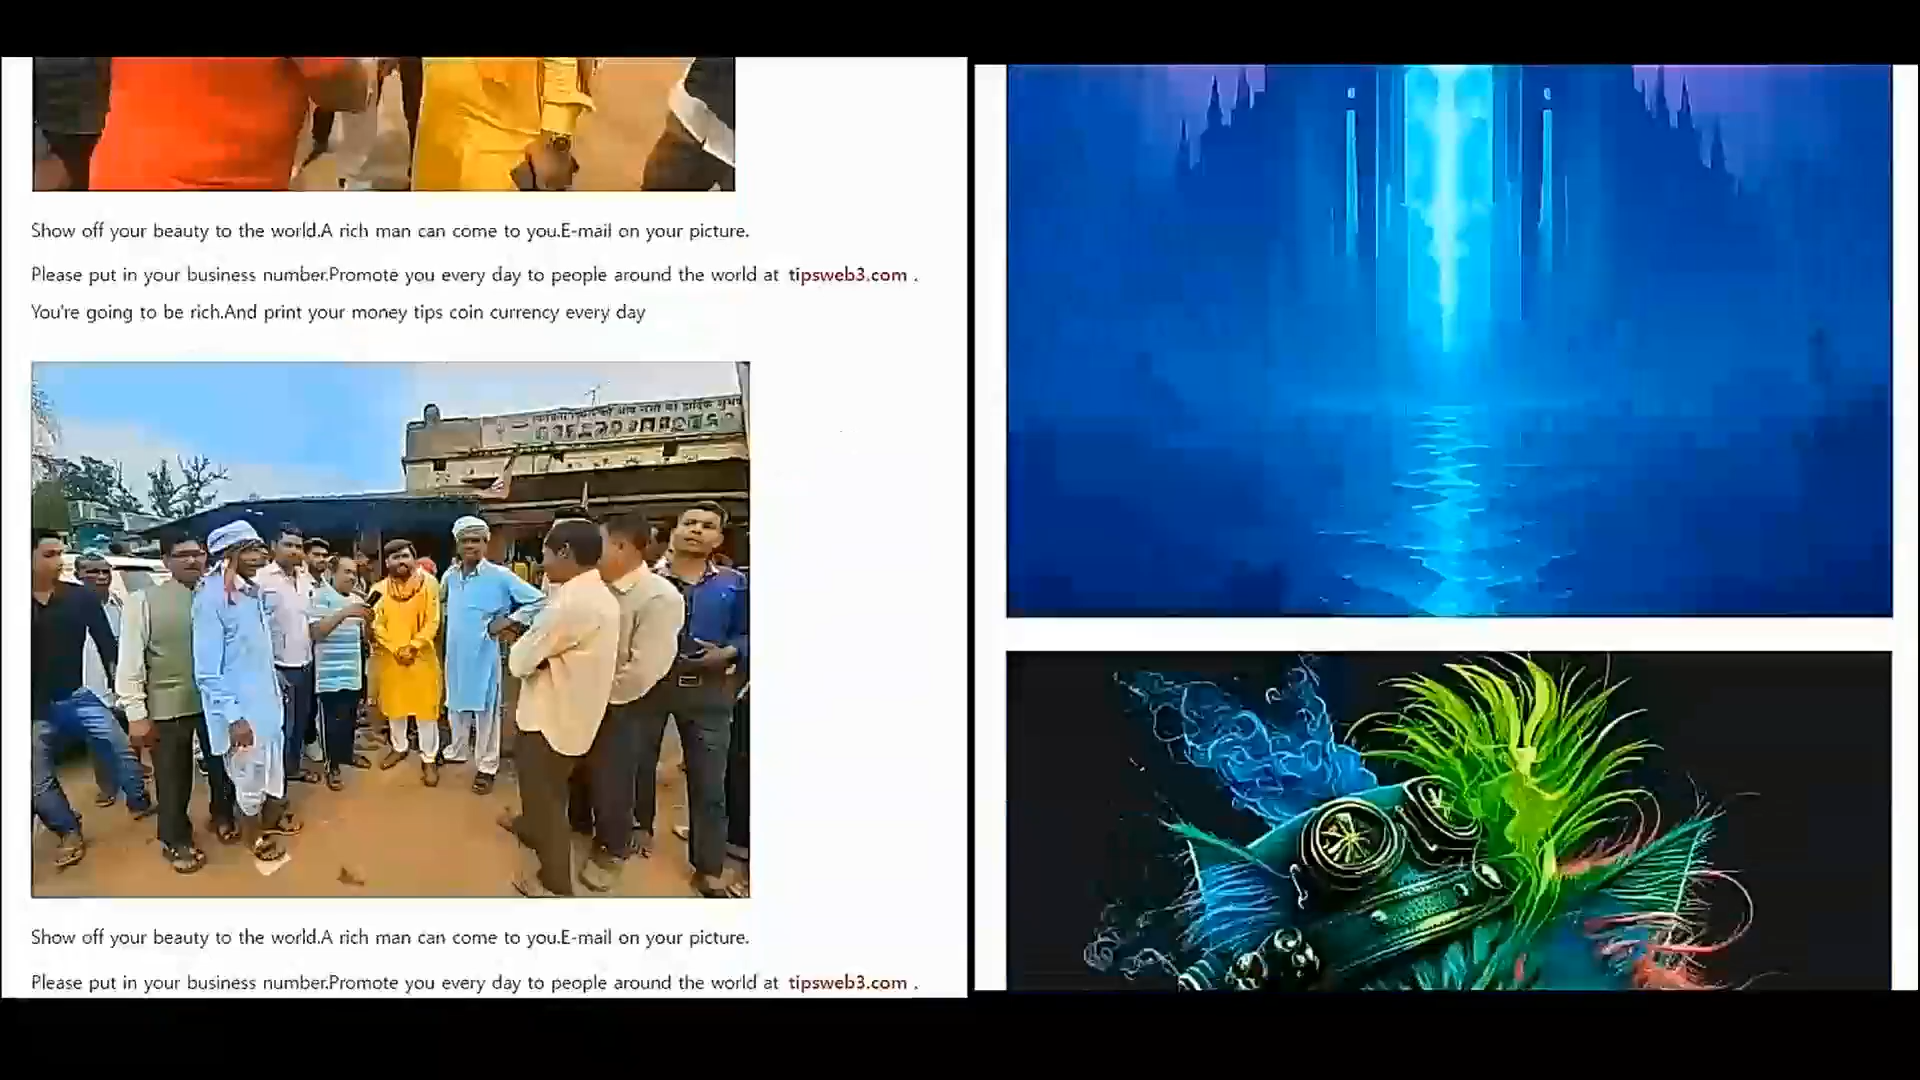 Show off your beauty to the world.A rich man can come to you.E-mail on your picture.
Please put in your business number.Promote you every day to people around the world at tipsweb3.com .
You're going to be rich.And print your money tips coin currency every day
Show off your beauty to the world.A rich man can come to you.E-mail on your picture.
Please put in your business number.Promote you every day to people around the world at tipsweb3.com .